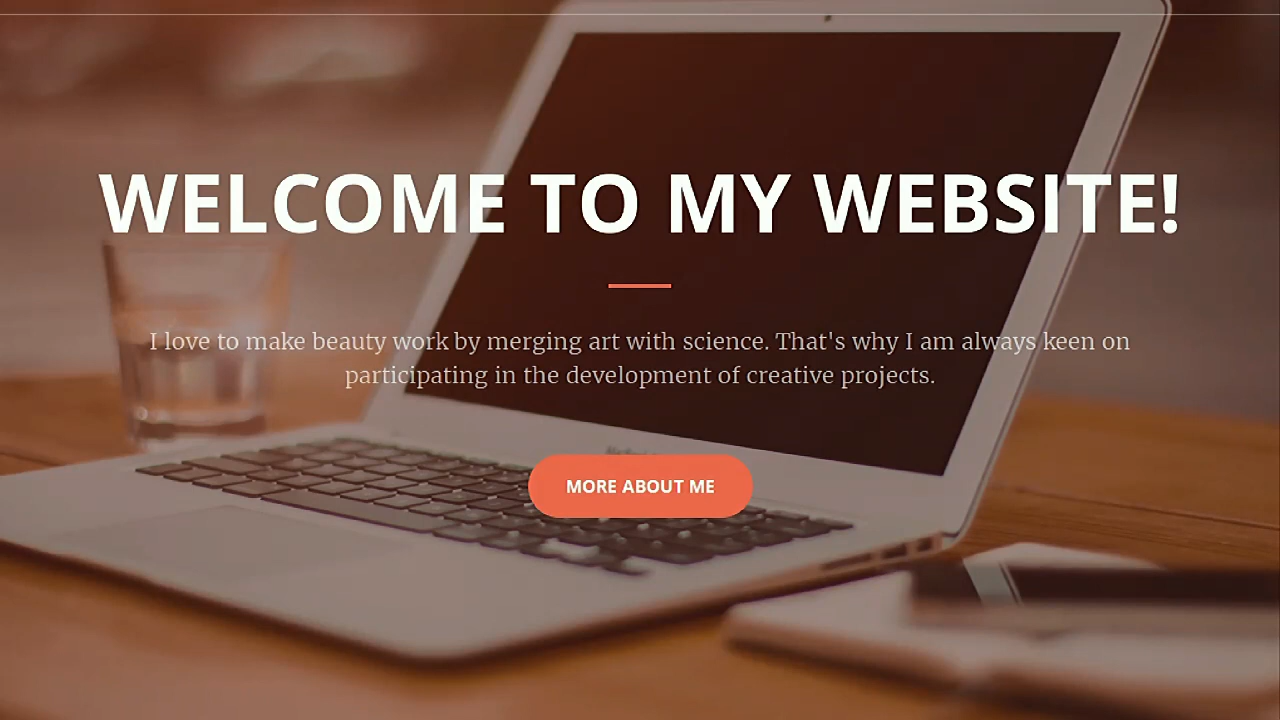 WELCOME TO MY WEBSITE!
I love to make beauty work by merging art with science. That's why I am always keen on
participating in the development of creative projects.
MORE ABOUT ME